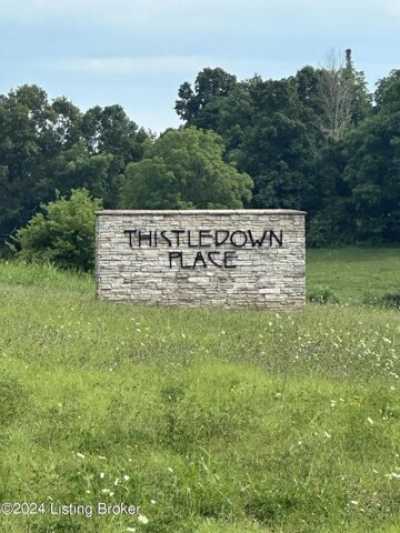 THISTLEDOWN
PLACE
©2024 Listing Broker